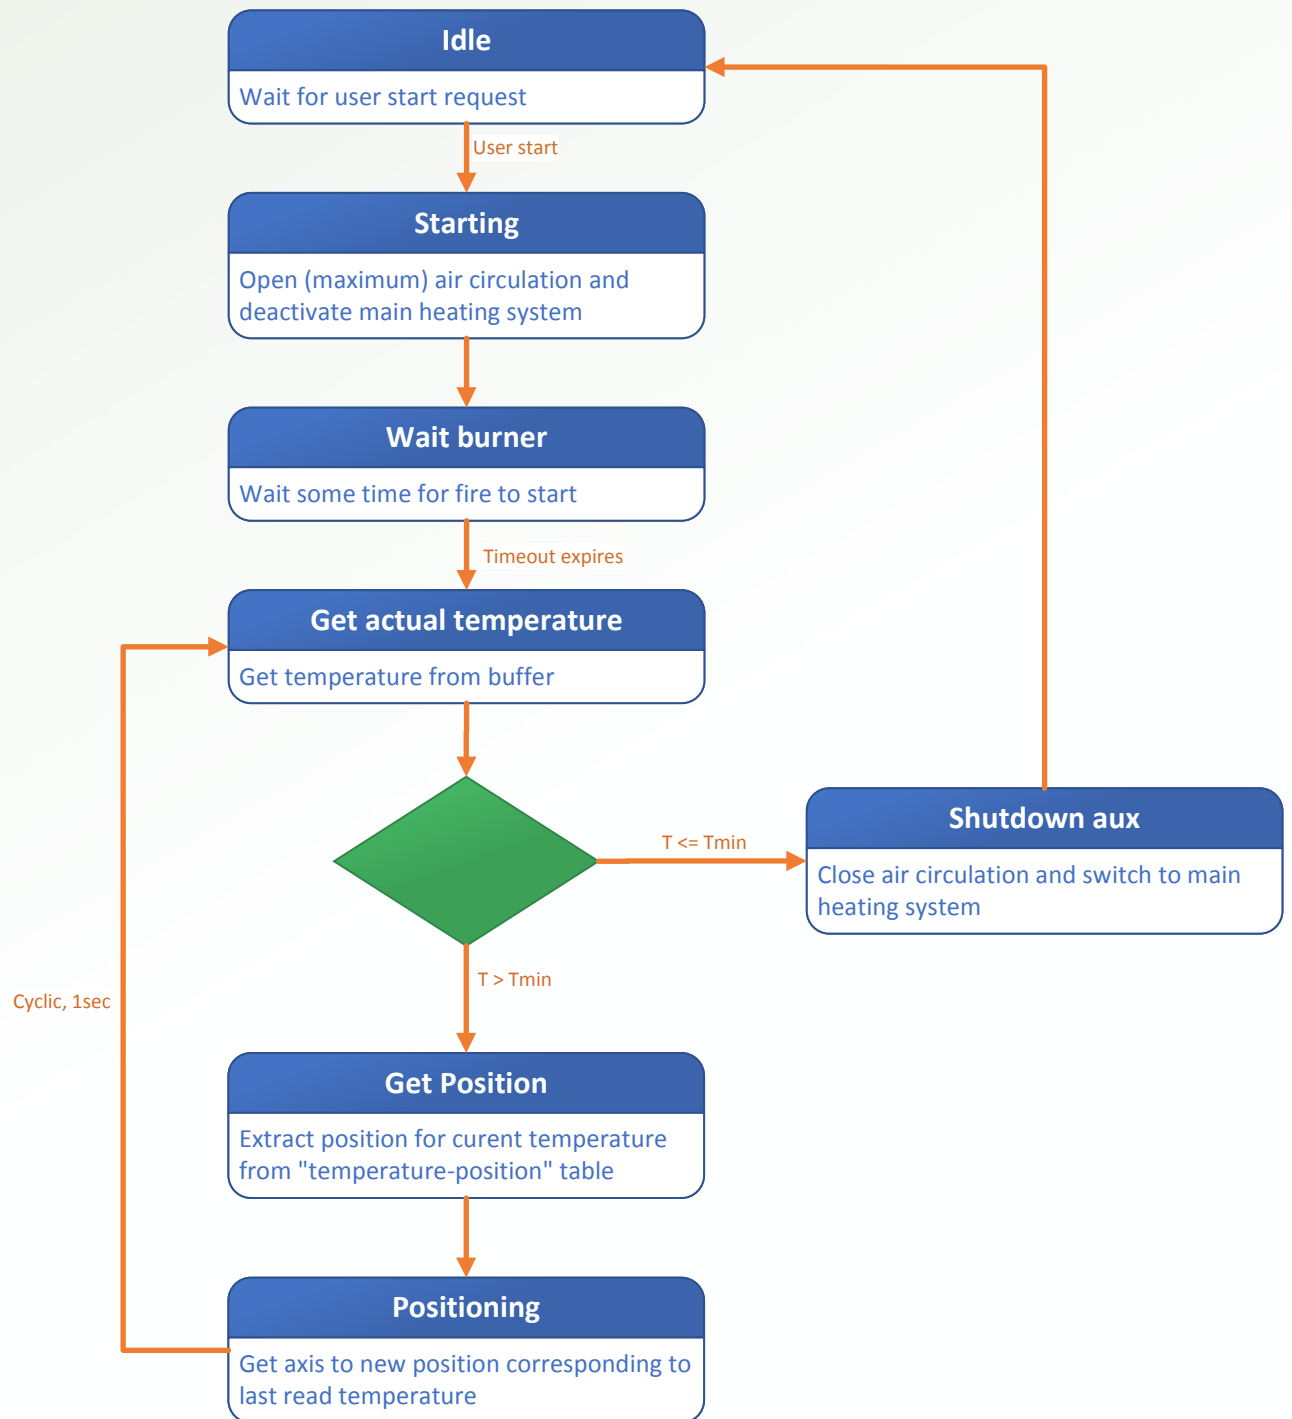 Idle
Wait for user start request
User start
Starting
Open (maximum) air circulation and
deactivate main heating system
Wait burner
Wait some time for fire to start
Timeout expires
Get actual temperature
Get temperature from buffer
T <= Tmin
Shutdown aux
Close air circulation and switch to main
heating system
T > Tmin
Cyclic, 1sec
Get Position
Extract position for curent temperature
from "temperature-position" table
Positioning
Get axis to new position corresponding to
last read temperature